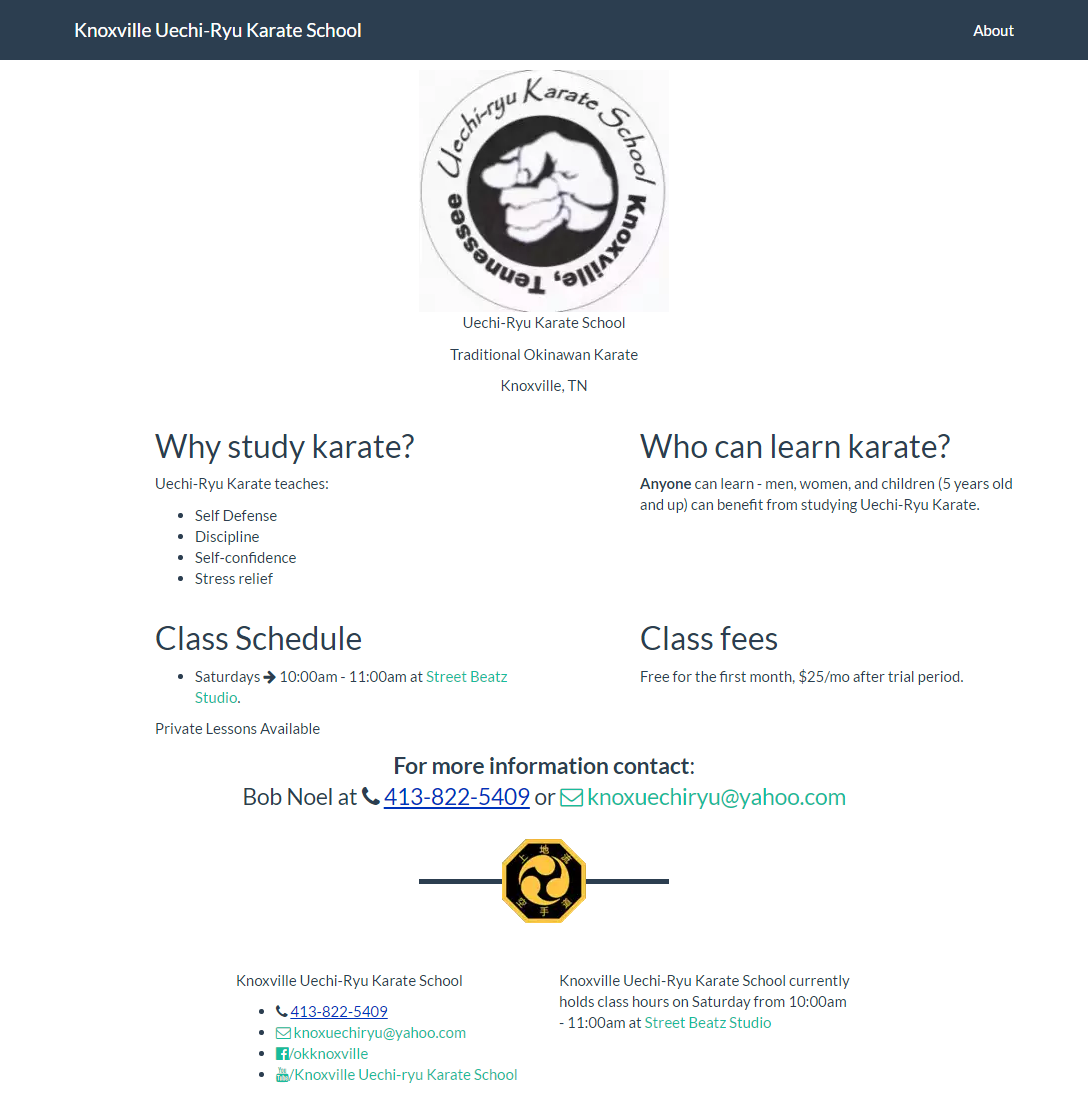 Knoxville Uechi-Ryu Karate School
About
Uechi-ryu Karate School
Knoxville, Tennessee
Uechi-Ryu Karate School
Traditional Okinawan Karate
Knoxville, TN
Why study karate?
Uechi-Ryu Karate teaches:
Self Defense
Discipline
Self-confidence
Stress relief
Who can learn karate?
Anyone can learn - men, women, and children (5 years old
and up) can benefit from studying Uechi-Ryu Karate.
Class Schedule
Saturdays → 10:00am - 11:00am at Street Beatz
Studio.
Private Lessons Available
Class fees
Free for the first month, $25/mo after trial period.
For more information contact:
Bob Noel at 413-822-5409 or knoxuechiryu@yahoo.com
上地流
空手道
Knoxville Uechi-Ryu Karate School
413-822-5409
knoxuechiryu@yahoo.com
/okknoxville
/Knoxville Uechi-ryu Karate School
Knoxville Uechi-Ryu Karate School currently
holds class hours on Saturday from 10:00am
- 11:00am at Street Beatz Studio